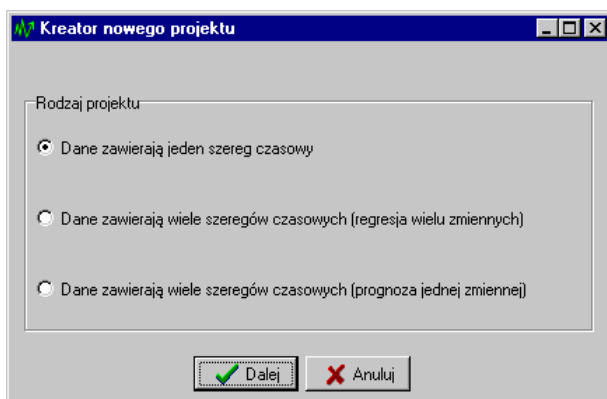 Kreator nowego projektu
Rodzaj projektu
Dane zawierają jeden szereg czasowy
Dane zawierają wiele szeregów czasowych (regresja wielu zmiennych)
Dane zawierają wiele szeregów czasowych (prognoza jednej zmiennej)
Dalej
Anuluj